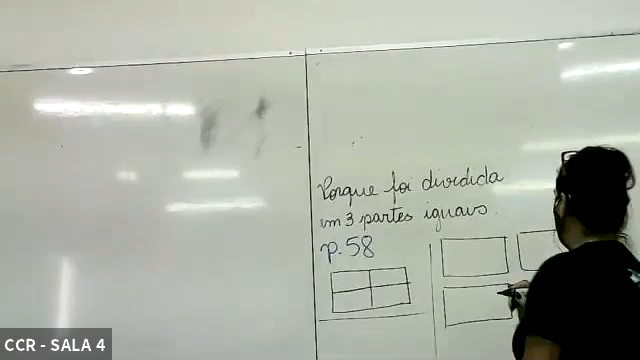 Porque foi dividida
em 3 partes iguais.
p. 58
CCR - SALA 4